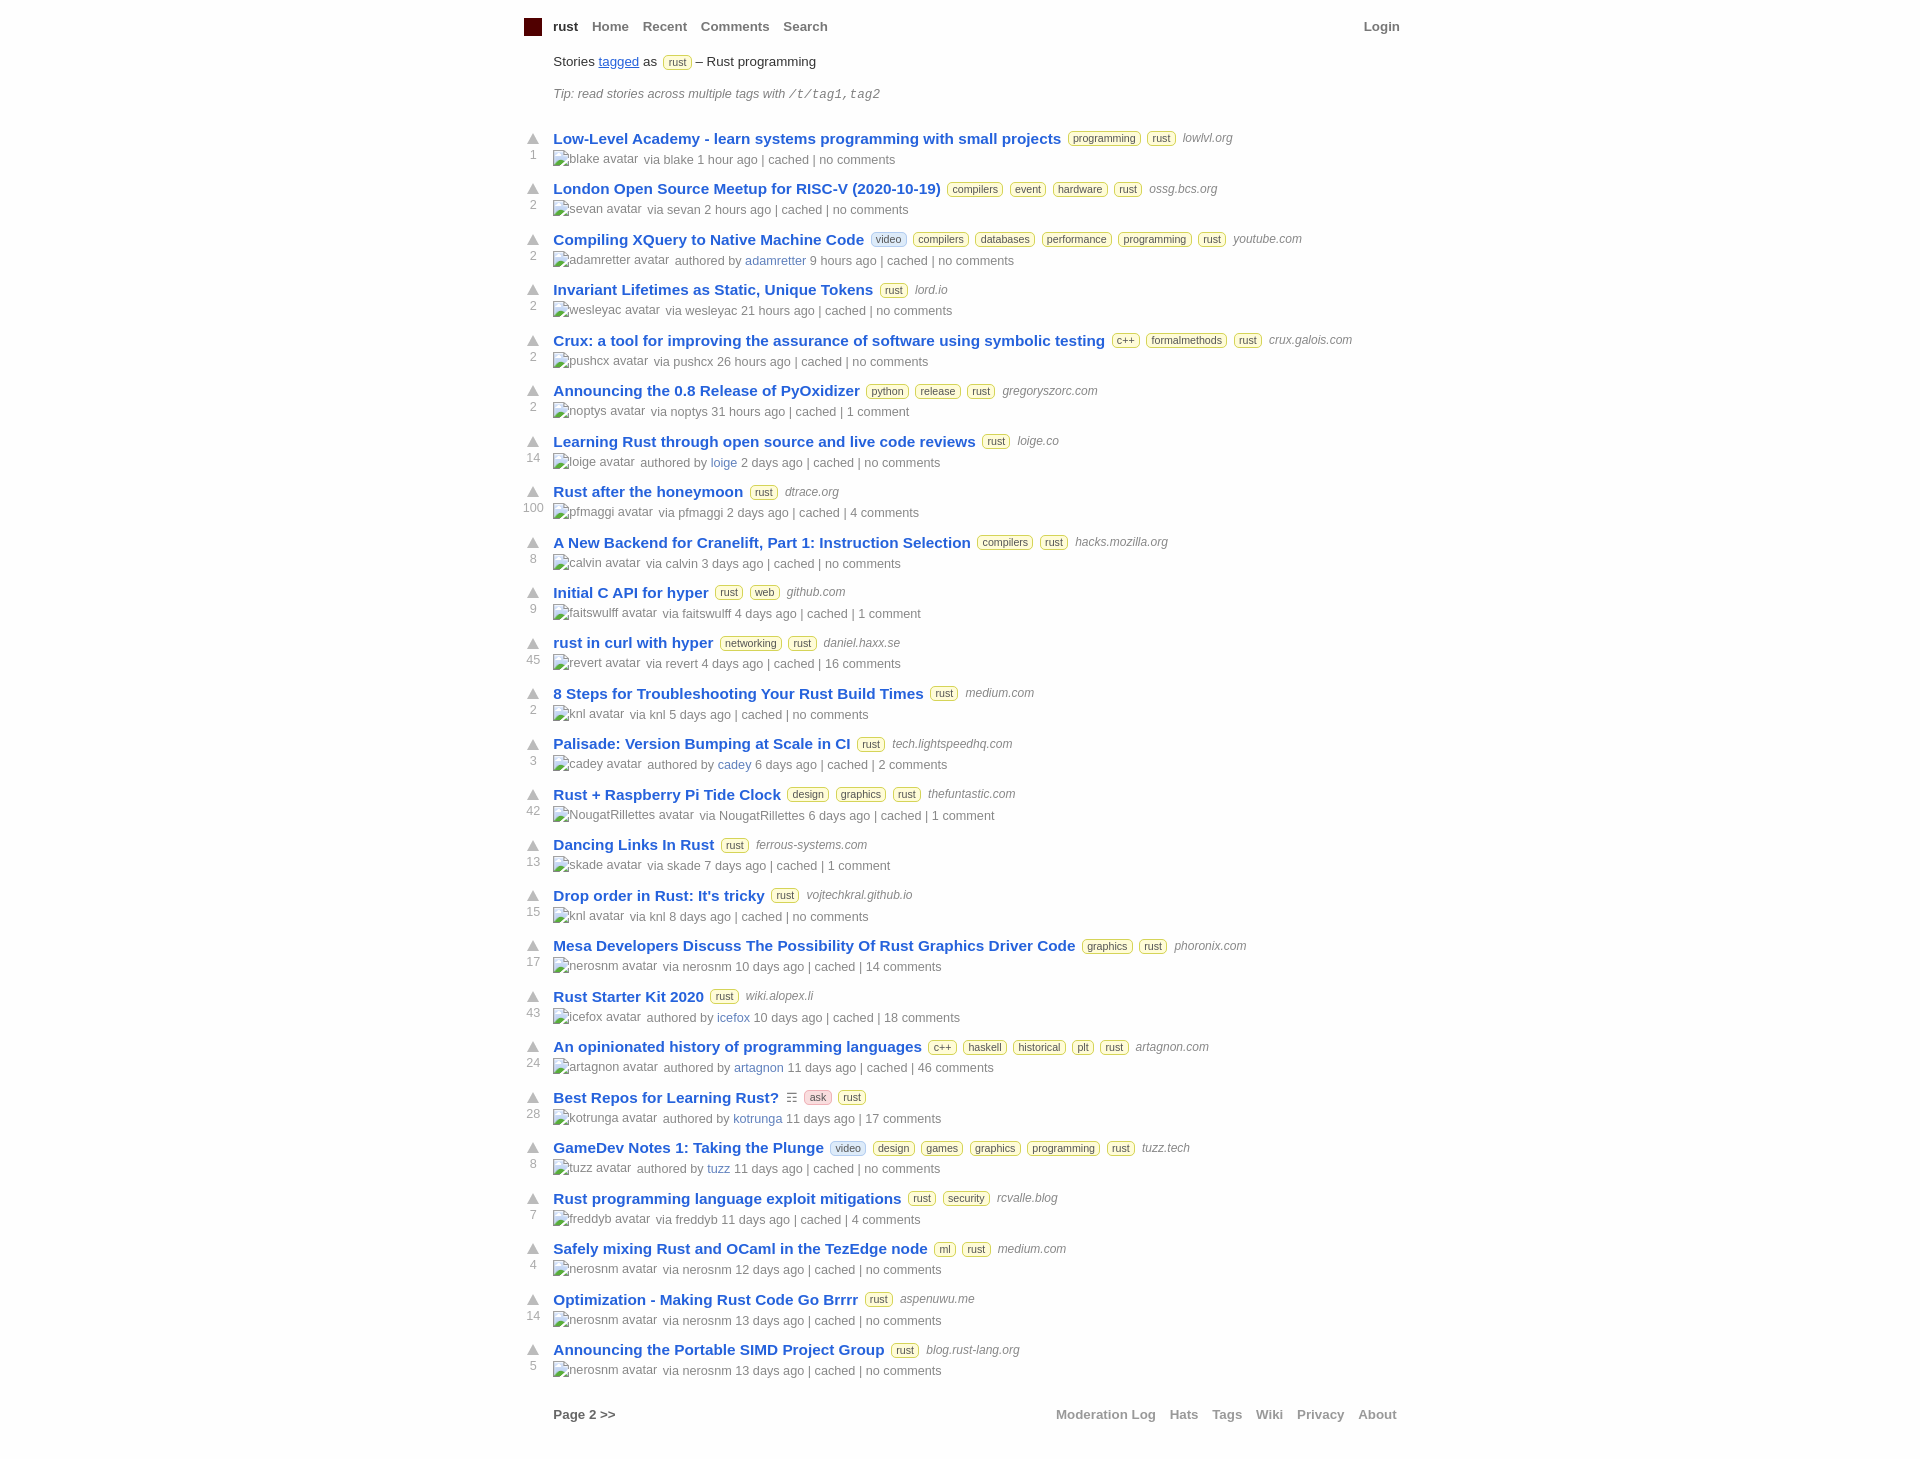 rust Home Recent Comments Search Login
Stories tagged as rust – Rust programming
Tip: read stories across multiple tags with /t/tag1,tag2
Low-Level Academy - learn systems programming with small projects programming rust lowlvl.org
1 blake avatar via blake 1 hour ago | cached | no comments
London Open Source Meetup for RISC-V (2020-10-19) compilers event hardware rust ossg.bcs.org
2 sevan avatar via sevan 2 hours ago | cached | no comments
Compiling XQuery to Native Machine Code video compilers databases performance programming rust youtube.com
2 adamretter avatar authored by adamretter 9 hours ago | cached | no comments
Invariant Lifetimes as Static, Unique Tokens rust lord.io
2 wesleyac avatar via wesleyac 21 hours ago | cached | no comments
Crux: a tool for improving the assurance of software using symbolic testing c++ formalmethods rust crux.galois.com
2 pushcx avatar via pushcx 26 hours ago | cached | no comments
Announcing the 0.8 Release of PyOxidizer python release rust gregoryszorc.com
2 noptys avatar via noptys 31 hours ago | cached | 1 comment
Learning Rust through open source and live code reviews rust loige.co
14 loige avatar authored by loige 2 days ago | cached | no comments
Rust after the honeymoon rust dtrace.org
100 pfmaggi avatar via pfmaggi 2 days ago | cached | 4 comments
A New Backend for Cranelift, Part 1: Instruction Selection compilers rust hacks.mozilla.org
8 calvin avatar via calvin 3 days ago | cached | no comments
Initial C API for hyper rust web github.com
9 faitswulff avatar via faitswulff 4 days ago | cached | 1 comment
rust in curl with hyper networking rust daniel.haxx.se
45 revert avatar via revert 4 days ago | cached | 16 comments
8 Steps for Troubleshooting Your Rust Build Times rust medium.com
2 knl avatar via knl 5 days ago | cached | no comments
Palisade: Version Bumping at Scale in CI rust tech.lightspeedhq.com
3 cadey avatar authored by cadey 6 days ago | cached | 2 comments
Rust + Raspberry Pi Tide Clock design graphics rust thefuntastic.com
42 NougatRillettes avatar via NougatRillettes 6 days ago | cached | 1 comment
Dancing Links In Rust rust ferrous-systems.com
13 skade avatar via skade 7 days ago | cached | 1 comment
Drop order in Rust: It's tricky rust vojtechkral.github.io
15 knl avatar via knl 8 days ago | cached | no comments
Mesa Developers Discuss The Possibility Of Rust Graphics Driver Code graphics rust phoronix.com
17 nerosnm avatar via nerosnm 10 days ago | cached | 14 comments
Rust Starter Kit 2020 rust wiki.alopex.li
43 icefox avatar authored by icefox 10 days ago | cached | 18 comments
An opinionated history of programming languages c++ haskell historical plt rust artagnon.com
24 artagnon avatar authored by artagnon 11 days ago | cached | 46 comments
Best Repos for Learning Rust? ☶ ask rust
28 kotrunga avatar authored by kotrunga 11 days ago | 17 comments
GameDev Notes 1: Taking the Plunge video design games graphics programming rust tuzz.tech
8 tuzz avatar authored by tuzz 11 days ago | cached | no comments
Rust programming language exploit mitigations rust security rcvalle.blog
7 freddyb avatar via freddyb 11 days ago | cached | 4 comments
Safely mixing Rust and OCaml in the TezEdge node ml rust medium.com
4 nerosnm avatar via nerosnm 12 days ago | cached | no comments
Optimization - Making Rust Code Go Brrrr rust aspenuwu.me
14 nerosnm avatar via nerosnm 13 days ago | cached | no comments
Announcing the Portable SIMD Project Group rust blog.rust-lang.org
5 nerosnm avatar via nerosnm 13 days ago | cached | no comments
Page 2 >> Moderation Log Hats Tags Wiki Privacy About